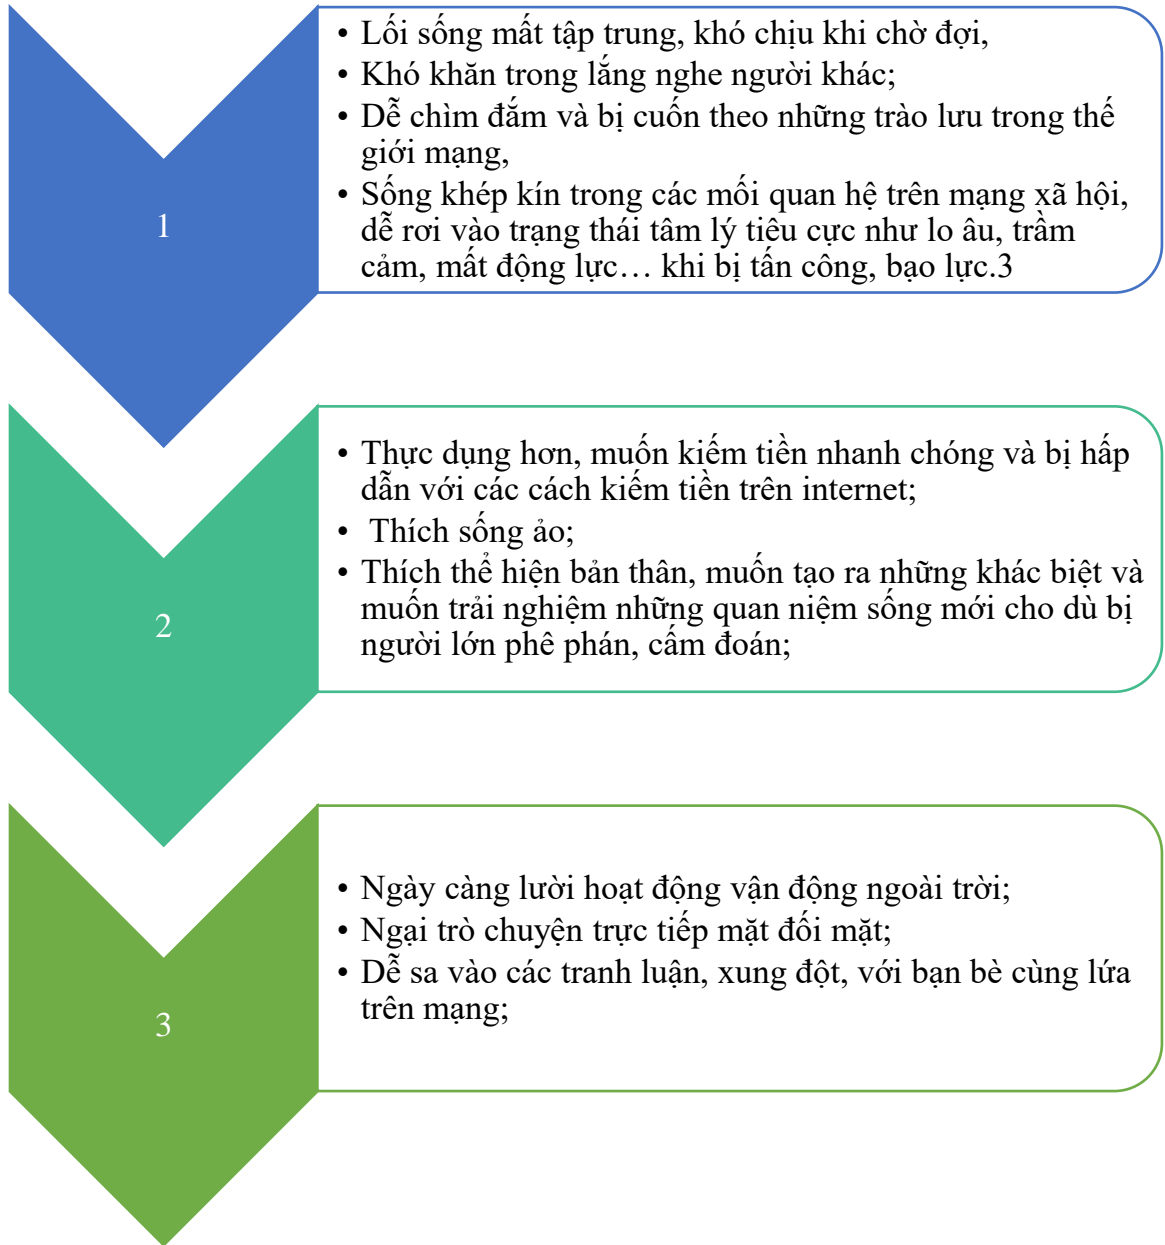 1
• Lối sống mất tập trung, khó chịu khi chờ đợi,
• Khó khăn trong lắng nghe người khác;
• Dễ chìm đắm và bị cuốn theo những trào lưu trong thế
giới mạng,
• Sống khép kín trong các mối quan hệ trên mạng xã hội,
dễ rơi vào trạng thái tâm lý tiêu cực như lo âu, trầm
cảm, mất động lực… khi bị tấn công, bạo lực.3
2
• Thực dụng hơn, muốn kiếm tiền nhanh chóng và bị hấp
dẫn với các cách kiếm tiền trên internet;
• Thích sống ảo;
• Thích thể hiện bản thân, muốn tạo ra những khác biệt và
muốn trải nghiệm những quan niệm sống mới cho dù bị
người lớn phê phán, cấm đoán;
3
• Ngày càng lười hoạt động vận động ngoài trời;
• Ngại trò chuyện trực tiếp mặt đối mặt;
• Dễ sa vào các tranh luận, xung đột, với bạn bè cùng lứa
trên mạng;